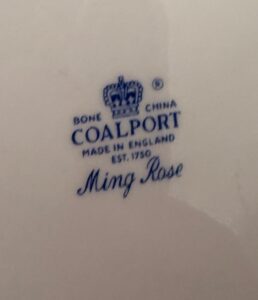 ®
BONE CHINA
COALPORT
MADE IN ENGLAND
EST. 1750
Ming Rose